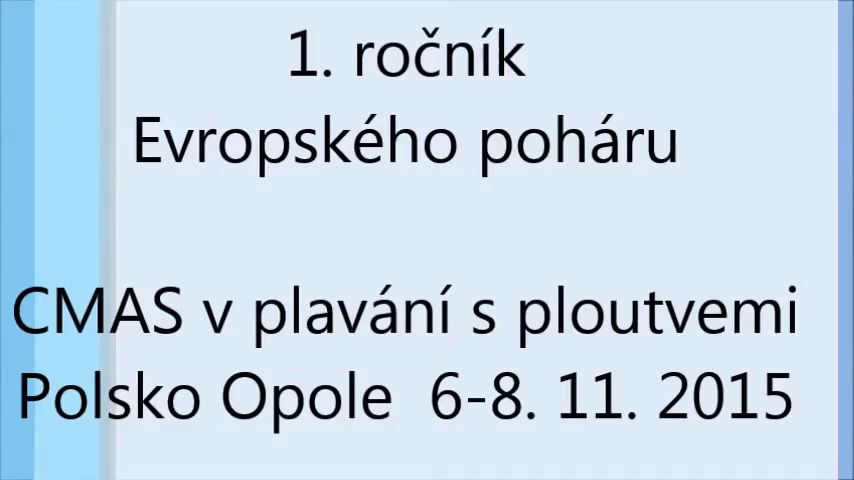 1. ročník
Evropského poháru
CMAS v plavání s ploutvemi
Polsko Opole 6-8. 11. 2015